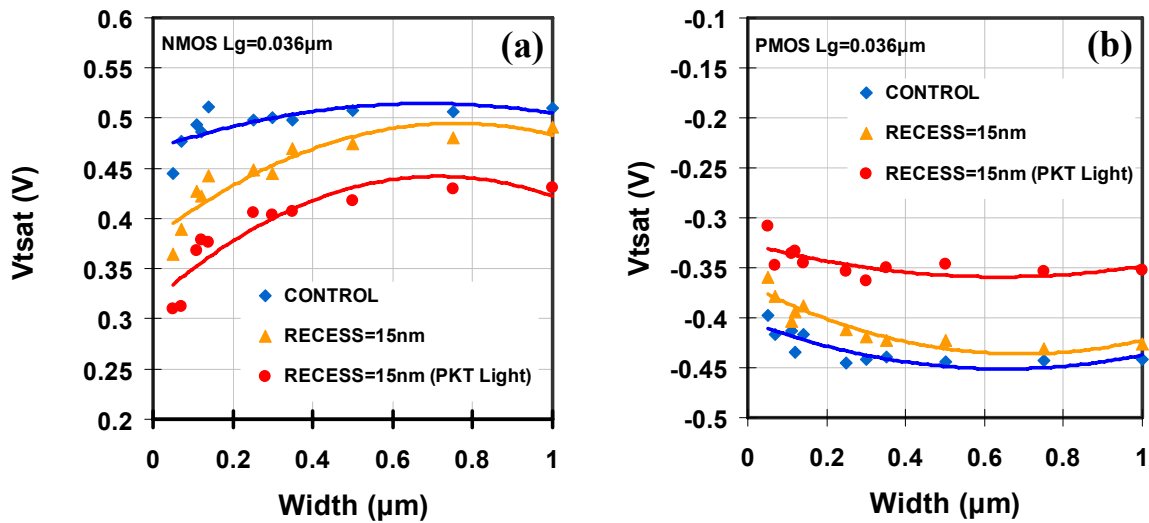 NMOS Lg=0.036µm
(a)
Vtsat (V)
0.6
0.55
0.5
0.45
0.4
0.35
0.3
0.25
0.2
CONTROL
RECESS=15nm
RECESS=15nm (PKT Light)
0
0.2
0.4
0.6
0.8
1
Width (µm)
PMOS Lg=0.036µm
(b)
Vtsat (V)
-0.1
-0.15
-0.2
-0.25
-0.3
-0.35
-0.4
-0.45
-0.5
CONTROL
RECESS=15nm
RECESS=15nm (PKT Light)
0
0.2
0.4
0.6
0.8
1
Width (µm)